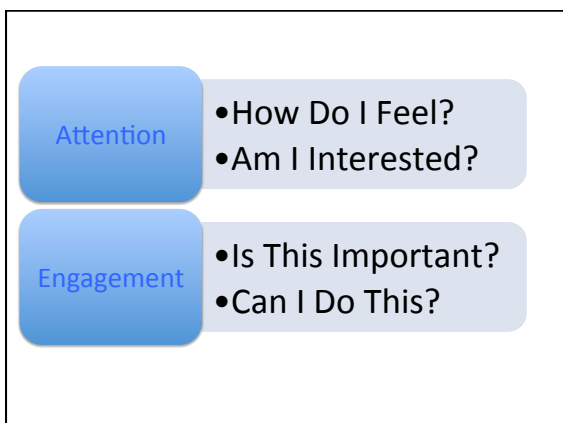 Attention
•How Do I Feel?
•Am I Interested?
Engagement
•Is This Important?
•Can I Do This?